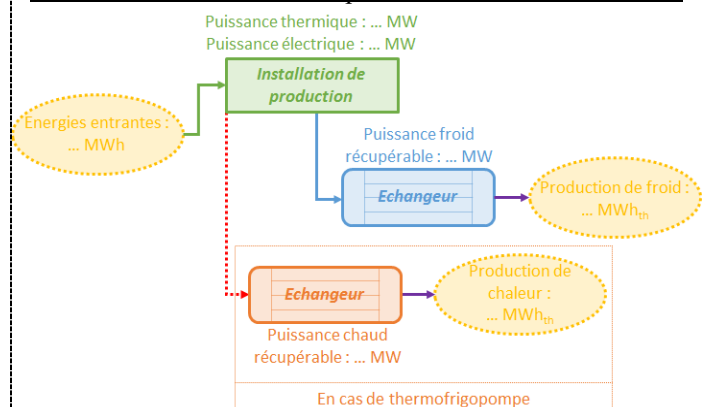 Puissance thermique : ... MW
Puissance électrique : ... MW
Installation de
production
Energies entrantes :
... MWh
Puissance froid
récupérable : ... MW
Echangeur
Production de froid :
... MWhth
Production de
chaleur :
... MWhth
Echangeur
Puissance chaud
récupérable : ... MW
En cas de thermofrigopompe